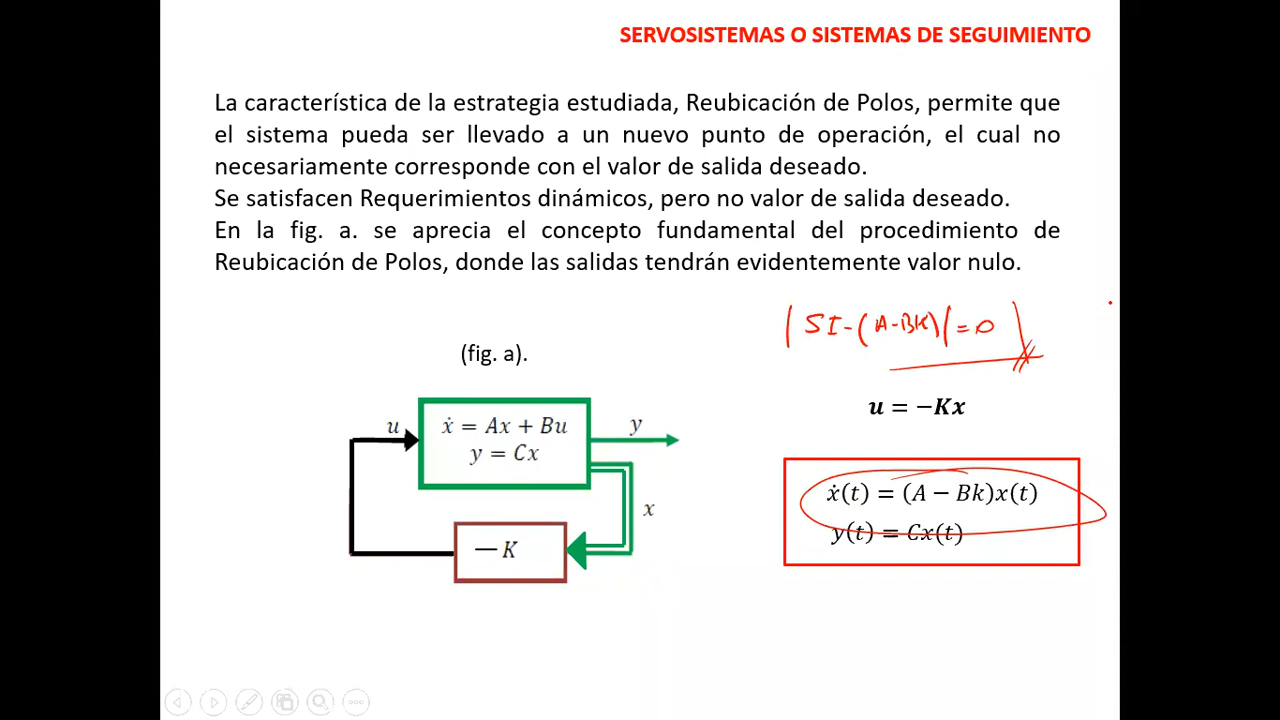 SERVOSISTEMAS O SISTEMAS DE SEGUIMIENTO
La característica de la estrategia estudiada, Reubicación de Polos, permite que
el sistema pueda ser llevado a un nuevo punto de operación, el cual no
necesariamente corresponde con el valor de salida deseado.
Se satisfacen Requerimientos dinámicos, pero no valor de salida deseado.
En la fig. a. se aprecia el concepto fundamental del procedimiento de
Reubicación de Polos, donde las salidas tendrán evidentemente valor nulo.
|SI-(A-BK)|=0
(fig. a).
u = −Kx
u
ẋ = Ax + Bu
y = Cx
y
x
−K
ẋ(t) = (A − Bk)x(t)
y(t) = Cx(t)